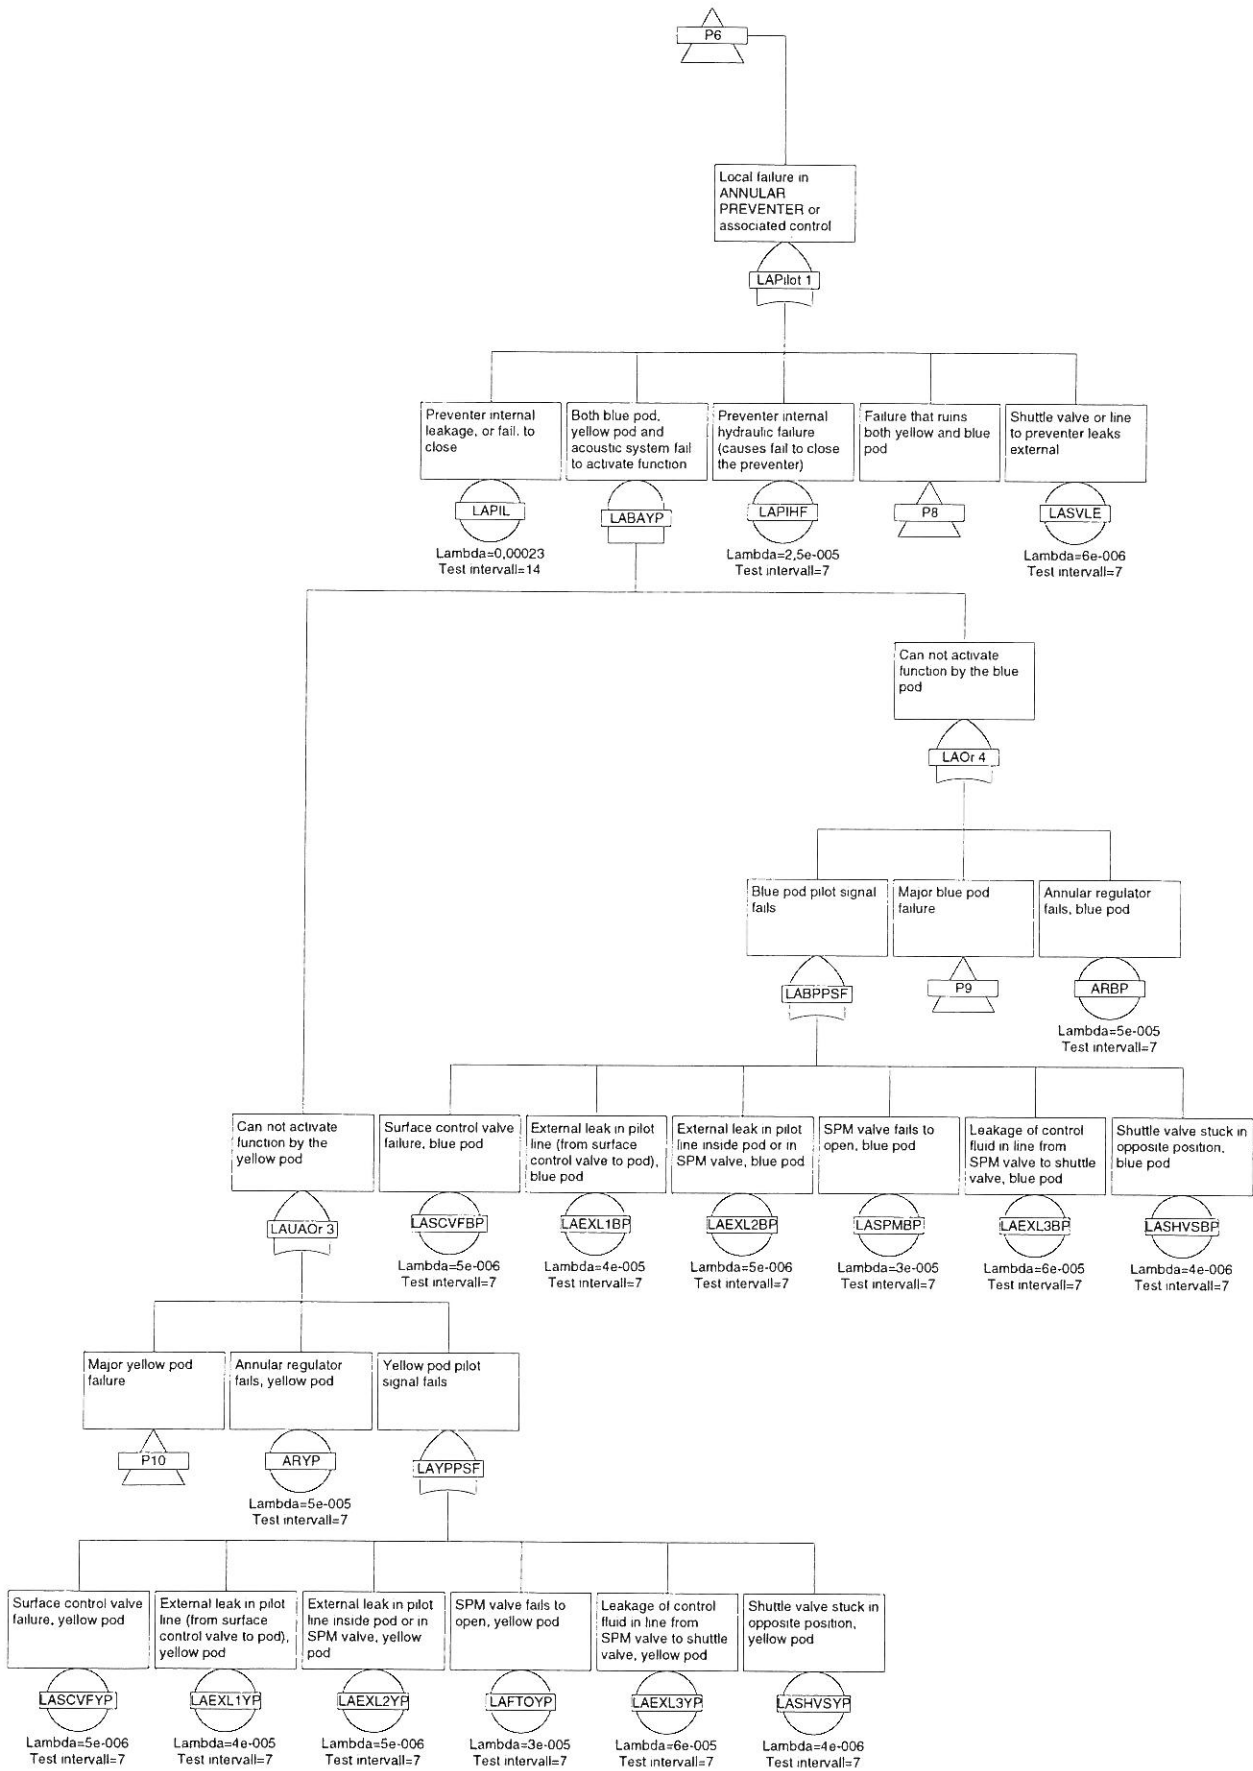 P6
Local failure in
ANNULAR
PREVENTER or
associated control
LAPilot 1
Preventer internal
leakage, or fail. to
close
LAPIL
Lambda=0,00023
Test intervall=14
Both blue pod,
yellow pod and
acoustic system fail
to activate function
LABAYP
Preventer internal
hydraulic failure
(causes fail to close
the preventer)
LAPIHF
Lambda=2,5e-005
Test intervall=7
Failure that ruins
both yellow and blue
pod
P8
Shuttle valve or line
to preventer leaks
external
LASVLE
Lambda=6e-006
Test intervall=7
Can not activate
function by the blue
pod
LAOr 4
Blue pod pilot signal
fails
LABPPSF
Major blue pod
failure
P9
Annular regulator
fails, blue pod
ARBP
Lambda=5e-005
Test intervall=7
Can not activate
function by the
yellow pod
LAUAOr 3
Surface control valve
failure, blue pod
LASCVFBP
Lambda=5e-006
Test intervall=7
External leak in pilot
line (from surface
control valve to pod),
blue pod
LAEXL1BP
Lambda=4e-005
Test intervall=7
External leak in pilot
line inside pod or in
SPM valve, blue pod
LAEXL2BP
Lambda=5e-006
Test intervall=7
SPM valve fails to
open, blue pod
LASPMBP
Lambda=3e-005
Test intervall=7
Leakage of control
fluid in line from
SPM valve to shuttle
valve, blue pod
LAEXL3BP
Lambda=6e-005
Test intervall=7
Shuttle valve stuck in
opposite position,
blue pod
LASHVSBP
Lambda=4e-006
Test intervall=7
Major yellow pod
failure
P10
Annular regulator
fails, yellow pod
ARYP
Lambda=5e-005
Test intervall=7
Yellow pod pilot
signal fails
LAYPPSF
Surface control valve
failure, yellow pod
LASCVFYP
Lambda=5e-006
Test intervall=7
External leak in pilot
line (from surface
control valve to pod),
yellow pod
LAEXL1YP
Lambda=4e-005
Test intervall=7
External leak in pilot
line inside pod or in
SPM valve, yellow
pod
LAEXL2YP
Lambda=5e-006
Test intervall=7
SPM valve fails to
open, yellow pod
LAFTOYP
Lambda=3e-005
Test intervall=7
Leakage of control
fluid in line from
SPM valve to shuttle
valve, yellow pod
LAEXL3YP
Lambda=6e-005
Test intervall=7
Shuttle valve stuck in
opposite position,
yellow pod
LASHVSYP
Lambda=4e-006
Test intervall=7